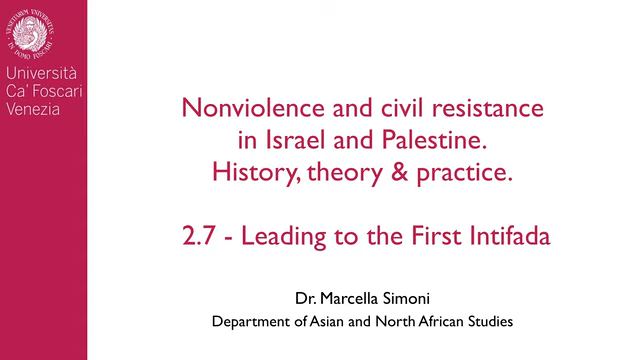 Università
Ca' Foscari
Venezia
Nonviolence and civil resistance
in Israel and Palestine.
History, theory & practice.
2.7 - Leading to the First Intifada
Dr. Marcella Simoni
Department of Asian and North African Studies